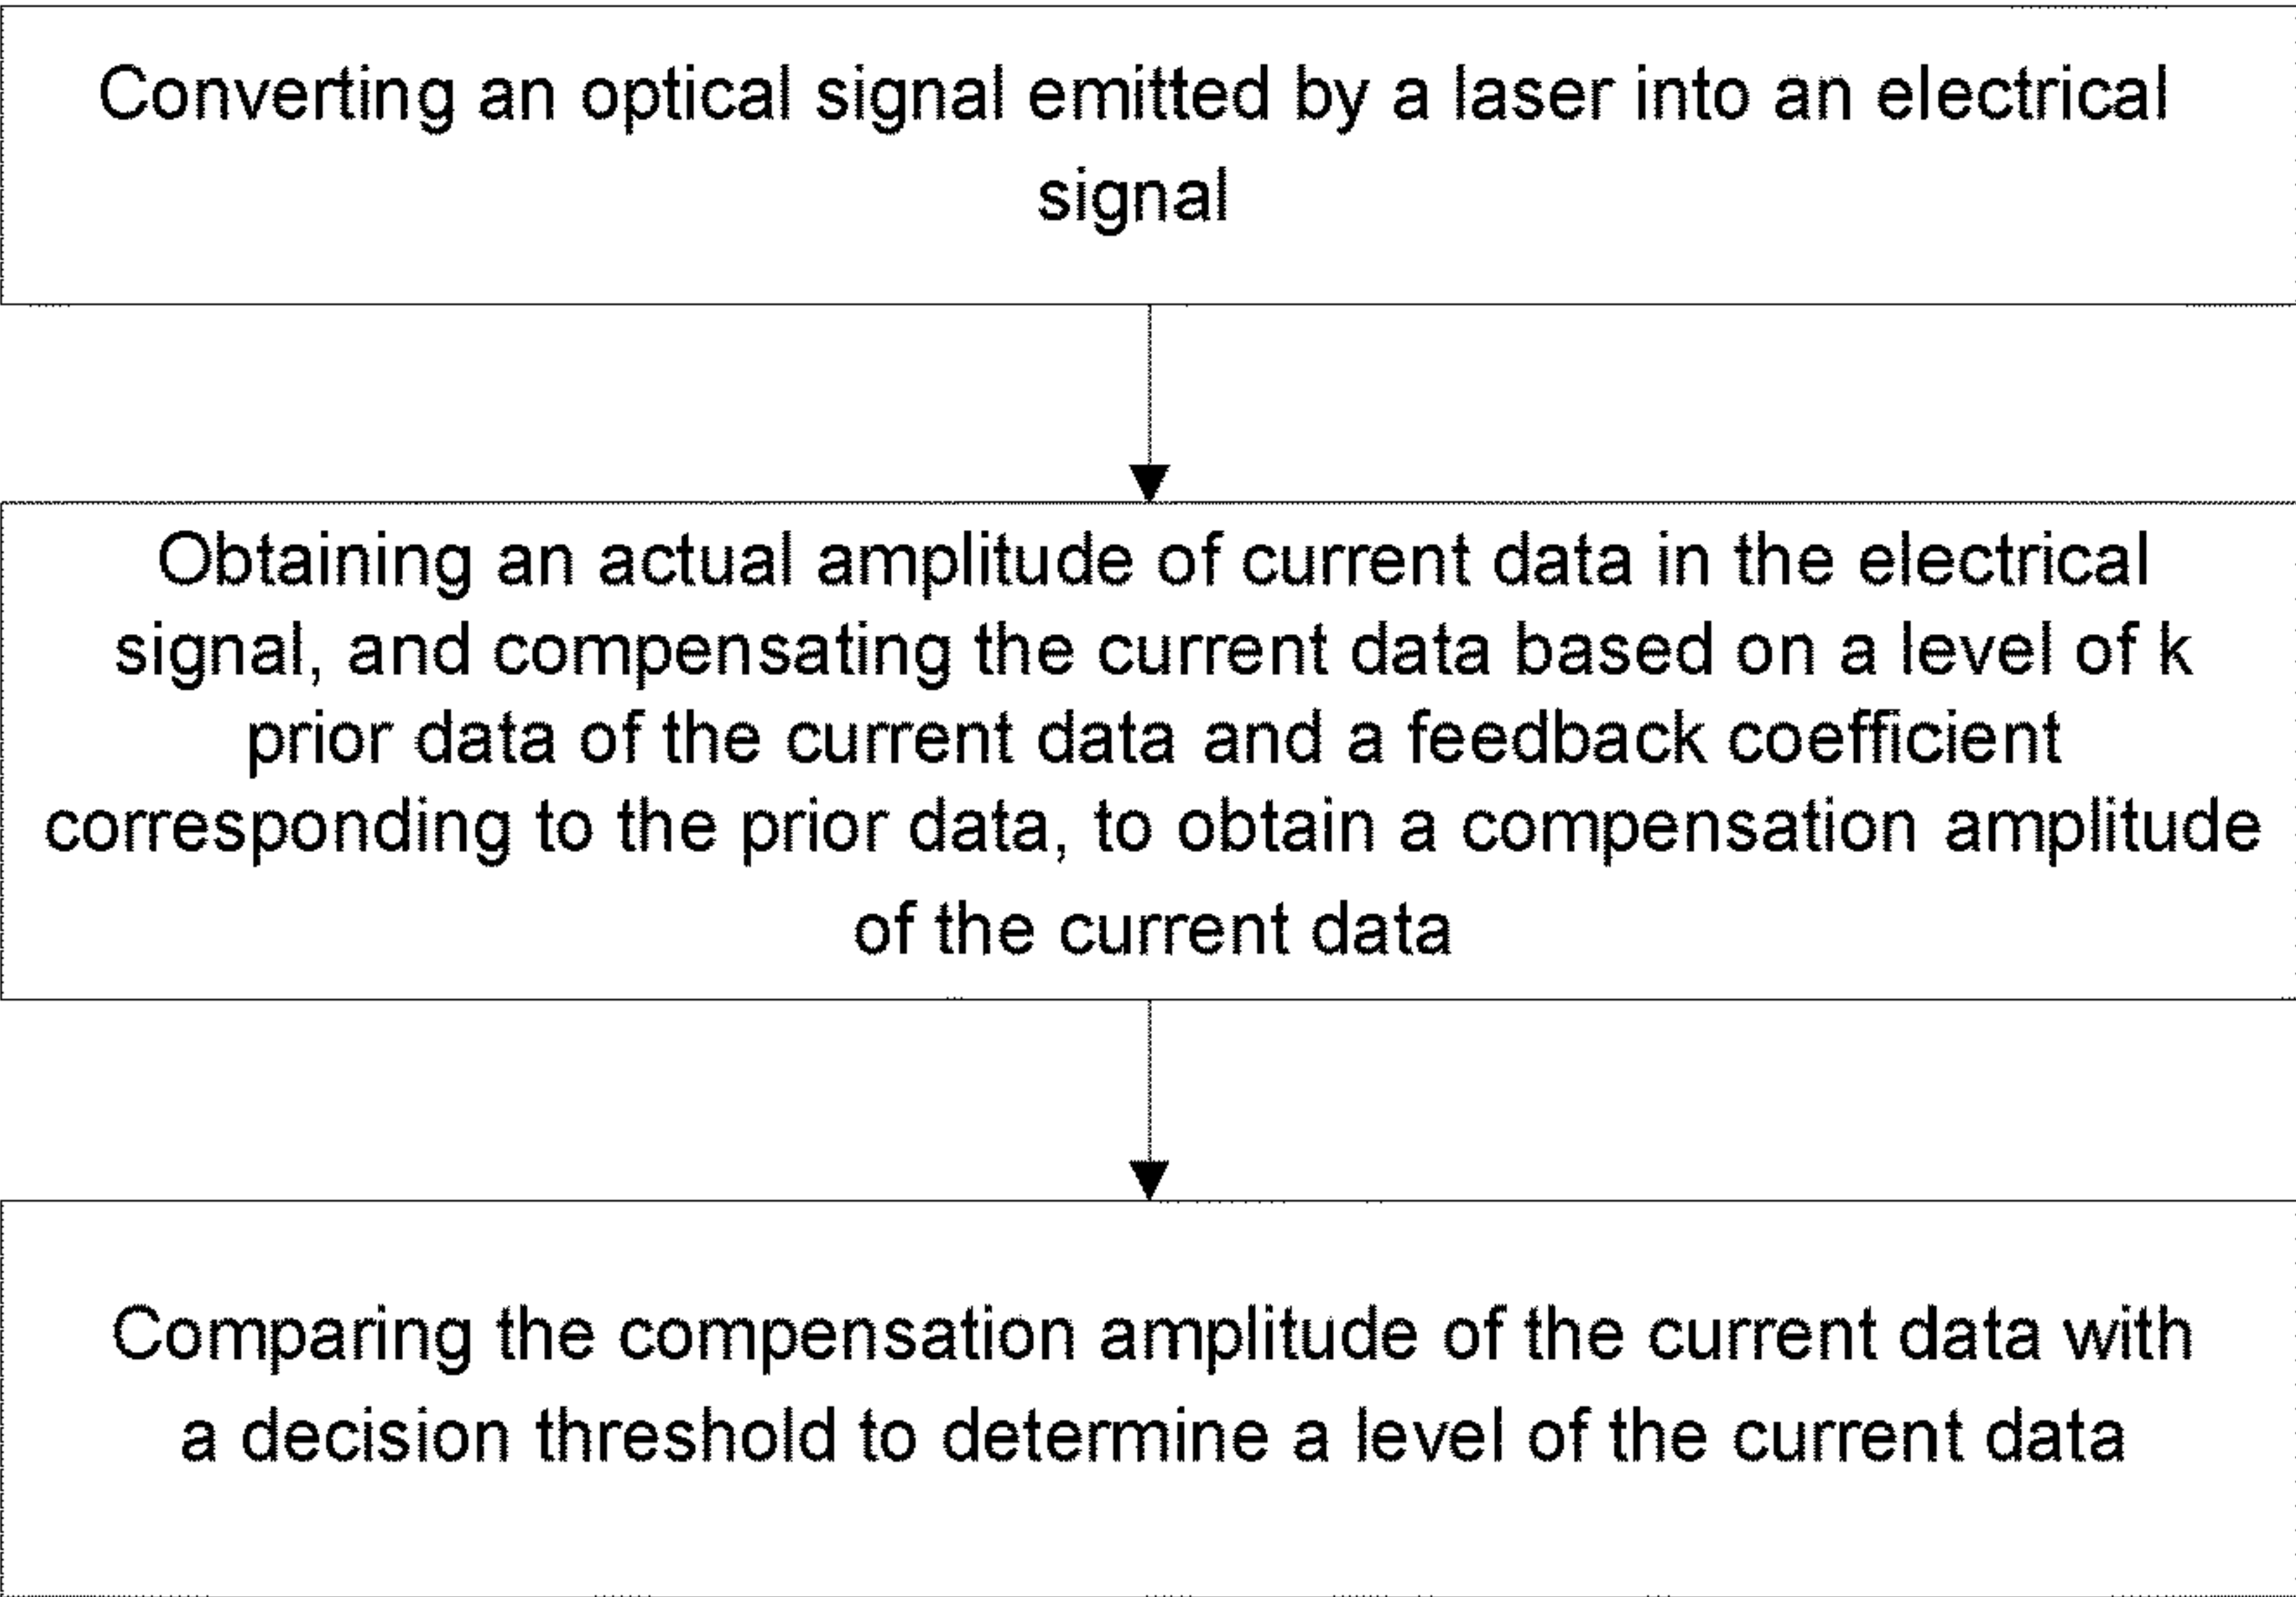 Converting an optical signal emitted by a laser into an electrical
signal
Obtaining an actual amplitude of current data in the electrical
signal, and compensating the current data based on a level of k
prior data of the current data and a feedback coefficient
corresponding to the prior data, to obtain a compensation amplitude
of the current data
Comparing the compensation amplitude of the current data with
a decision threshold to determine a level of the current data